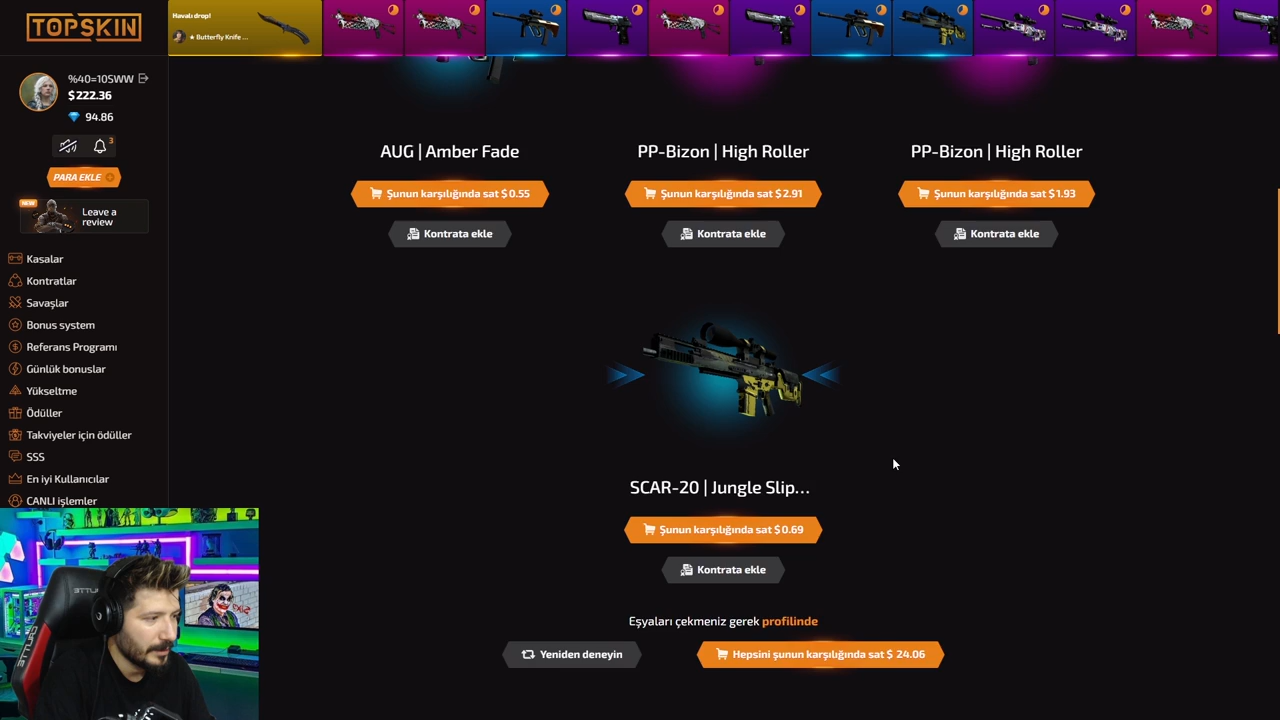 TOPSKIN
Havalı drop!
★ Butterfly Knife ...
%40=10SWW
$222.36
94.86
3
PARA EKLE
NEW
Leave a
review
Kasalar
Kontratlar
Savaşlar
Bonus system
Referans Programı
Günlük bonuslar
Yükseltme
Ödüller
Takviyeler için ödüller
SSS
En iyi Kullanıcılar
CANLI işlemler
AUG | Amber Fade
Şunun karşılığında sat $0.55
Kontrata ekle
PP-Bizon | High Roller
Şunun karşılığında sat $2.91
Kontrata ekle
PP-Bizon | High Roller
Şunun karşılığında sat $1.93
Kontrata ekle
SCAR-20 | Jungle Slip...
Şunun karşılığında sat $0.69
Kontrata ekle
Eşyaları çekmeniz gerek profilinde
Yeniden deneyin
Hepsini şunun karşılığında sat $ 24.06